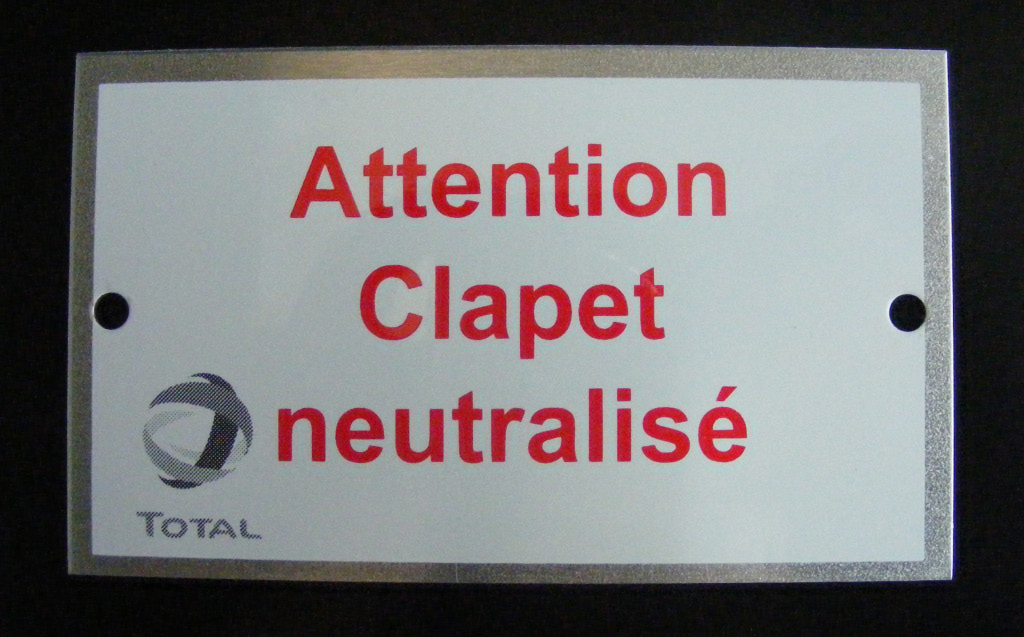 Attention
Clapet
neutralisé
TOTAL